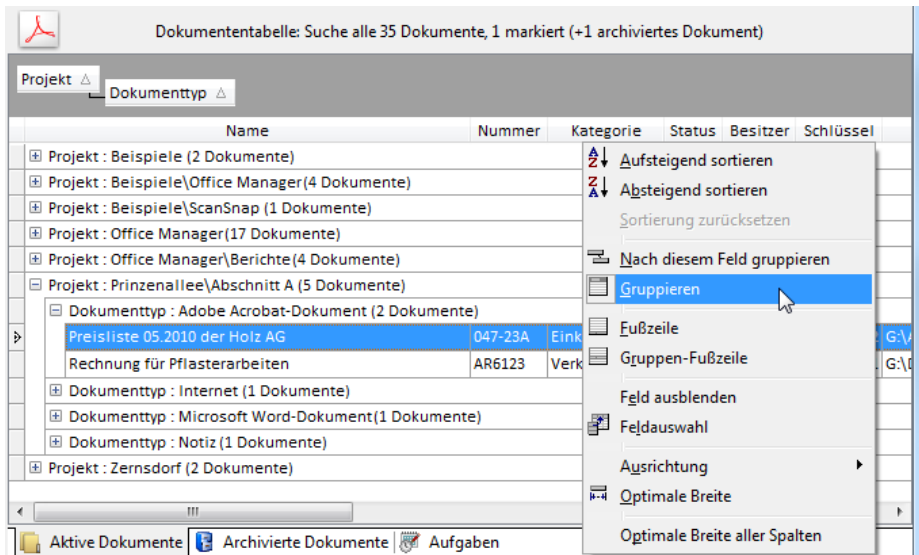 Dokumententabelle: Suche alle 35 Dokumente, 1 markiert (+1 archiviertes Dokument)
Projekt
Dokumenttyp
Name Nummer Kategorie Status Besitzer Schlüssel
Projekt : Beispiele (2 Dokumente)
Projekt : Beispiele\Office Manager(4 Dokumente)
Projekt : Beispiele\ScanSnap (1 Dokumente)
Projekt : Office Manager(17 Dokumente)
Projekt : Office Manager\Berichte(4 Dokumente)
Projekt : Prinzenallee\Abschnitt A (5 Dokumente)
Dokumenttyp : Adobe Acrobat-Dokument (2 Dokumente)
Preisliste 05.2010 der Holz AG 047-23A Eink G:\
Rechnung für Pflasterarbeiten AR6123 Verk G:\
Dokumenttyp : Internet (1 Dokumente)
Dokumenttyp : Microsoft Word-Dokument(1 Dokumente)
Dokumenttyp : Notiz (1 Dokumente)
Projekt : Zernsdorf (2 Dokumente)
Aufsteigend sortieren
Absteigend sortieren
Sortierung zurücksetzen
Nach diesem Feld gruppieren
Gruppieren
Fußzeile
Gruppen-Fußzeile
Feld ausblenden
Feldauswahl
Ausrichtung
Optimale Breite
Optimale Breite aller Spalten
Aktive Dokumente Archivierte Dokumente Aufgaben